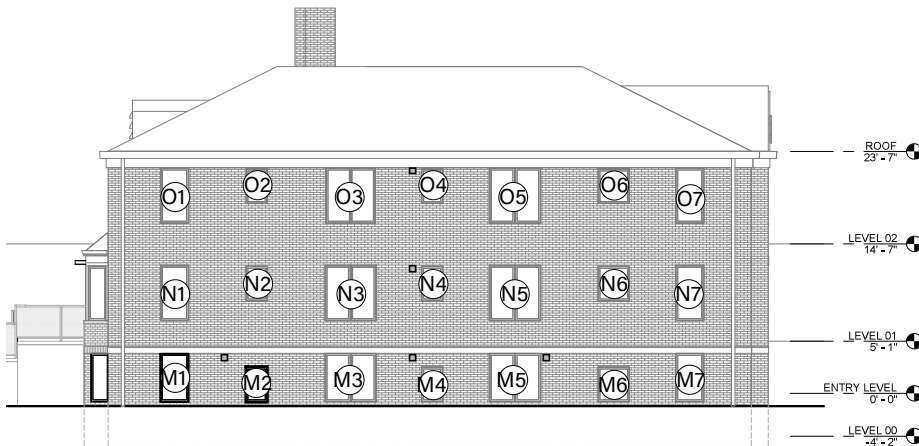 ROOF
23' - 7"
O1 O2 O3 O4 O5 O6 O7
LEVEL 02
14' - 7"
N1 N2 N3 N4 N5 N6 N7
LEVEL 01
5' - 1"
M1 M2 M3 M4 M5 M6 M7
ENTRY LEVEL
0' - 0"
LEVEL 00
-4' - 2"